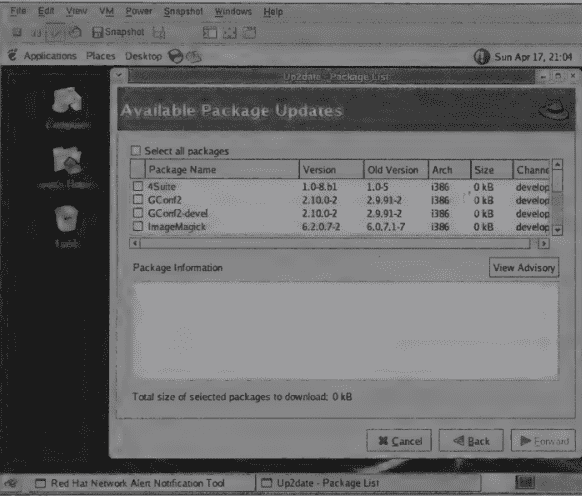 File Edit View VM Power Snapshot Windows Help
Snapshot
Applications Places Desktop Sun Apr 17, 21:04
Up2date - Package List
Available Package Updates
Select all packages
Package Name Version Old Version Arch Size Channe
4Suite 1.0-8.b1 1.0-5 i386 0 kB develop
GConf2 2.10.0-2 2.9.91-2 i386 0 kB develop
GConf2-devel 2.10.0-2 2.9.91-2 i386 0 kB develop
ImageMagick 6.2.0.7-2 6.0.7.1-7 i386 0 kB develop
Package Information View Advisory
Total size of selected packages to download: 0 kB
Cancel Back Forward
Red Hat Network Alert Notification Tool Up2date - Package List